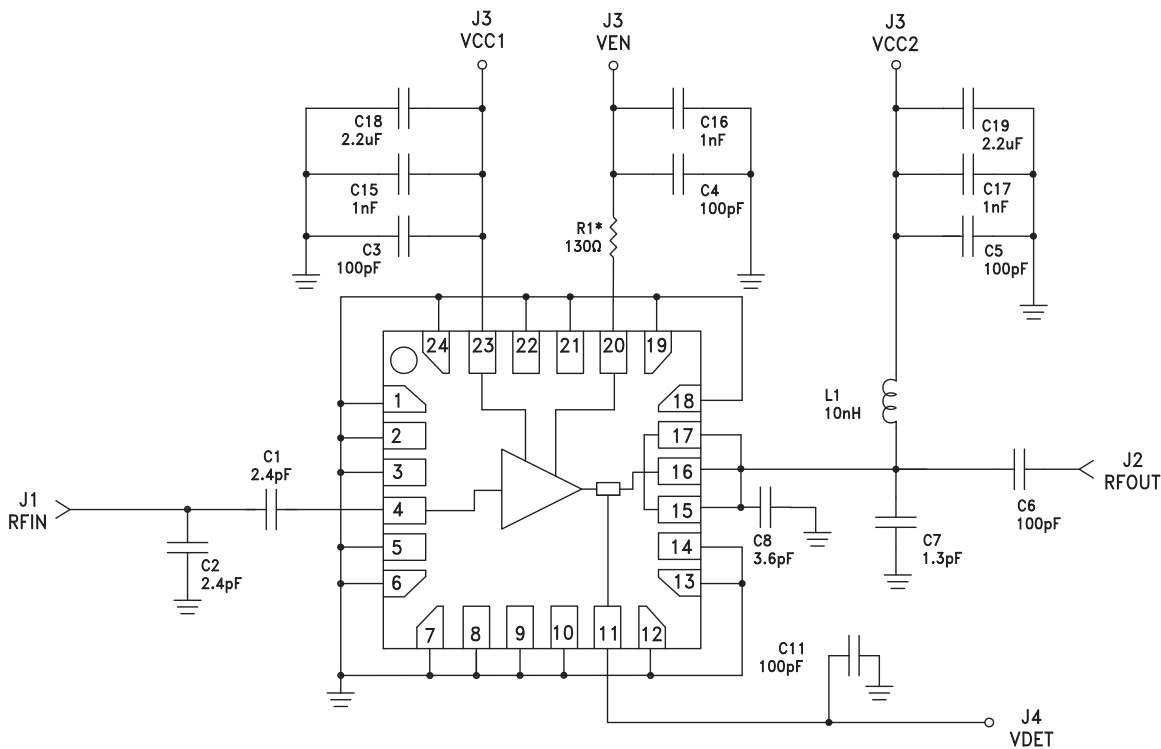 J3
VCC1
J3
VEN
J3
VCC2
C18
2.2uF
C16
1nF
C19
2.2uF
C15
1nF
C4
100pF
C17
1nF
C3
100pF
R1*
130Ω
C5
100pF
24
23
22
21
20
19
1
2
3
4
5
6
18
17
16
15
14
13
7
8
9
10
11
12
L1
10nH
C1
2.4pF
J1
RFIN
C2
2.4pF
J2
RFOUT
C6
100pF
C8
3.6pF
C7
1.3pF
C11
100pF
J4
VDET